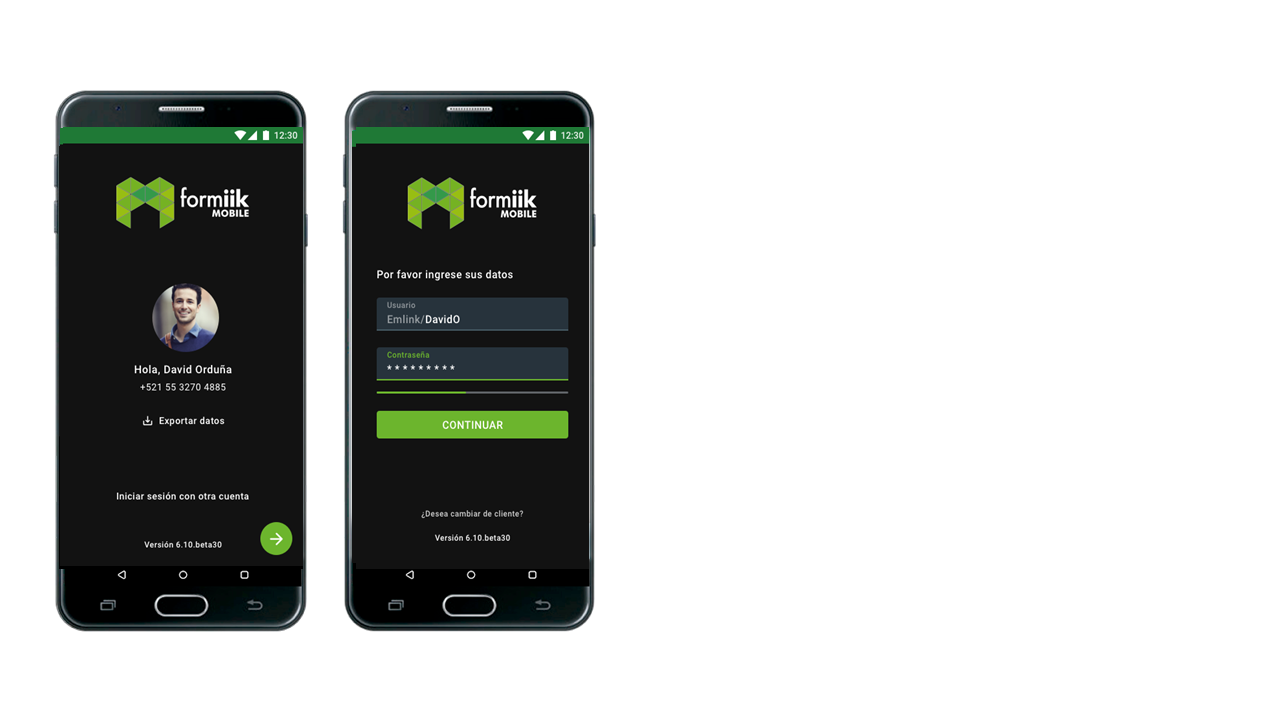 12:30
formiik
MOBILE
Hola, David Orduña
+521 55 3270 4885
Exportar datos
Iniciar sesión con otra cuenta
Versión 6.10.beta30
12:30
formiik
MOBILE
Por favor ingrese sus datos
Usuario
Emlink/DavidO
Contraseña
* * * * * * * * *
CONTINUAR
¿Desea cambiar de cliente?
Versión 6.10.beta30